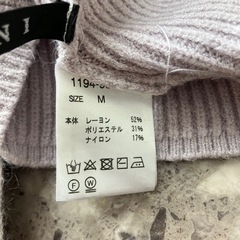 N I
1194-
SIZE M
本体 レーヨン 52%
ポリエステル 31%
ナイロン 17%
F W